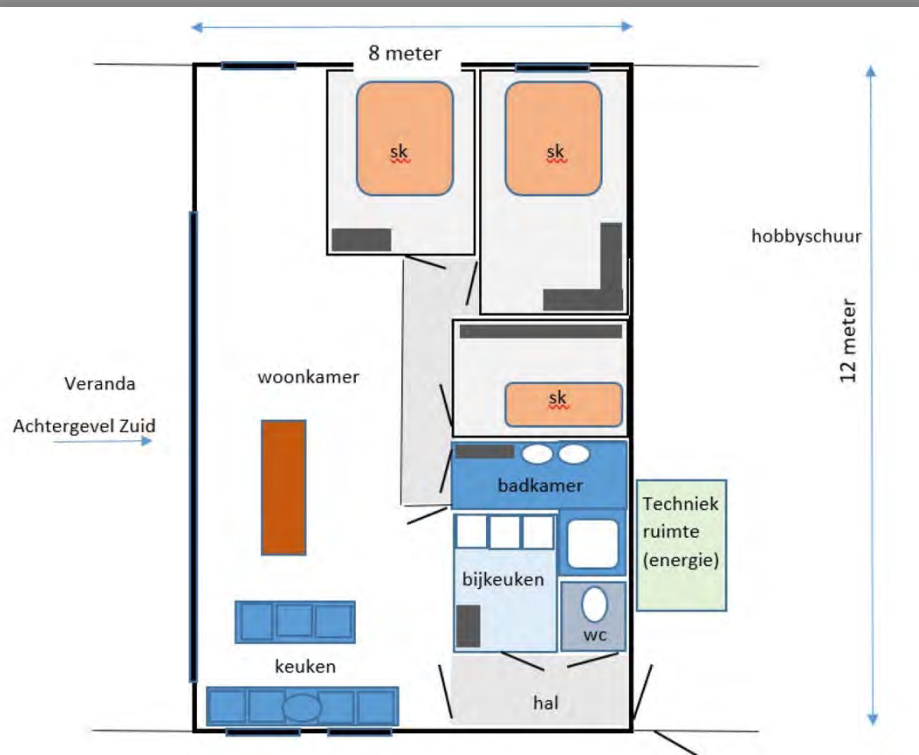 8 meter
sk
sk
hobbyschuur
12 meter
Veranda
Achtergevel Zuid
woonkamer
sk
badkamer
Techniek
ruimte
(energie)
bijkeuken
wc
keuken
hal